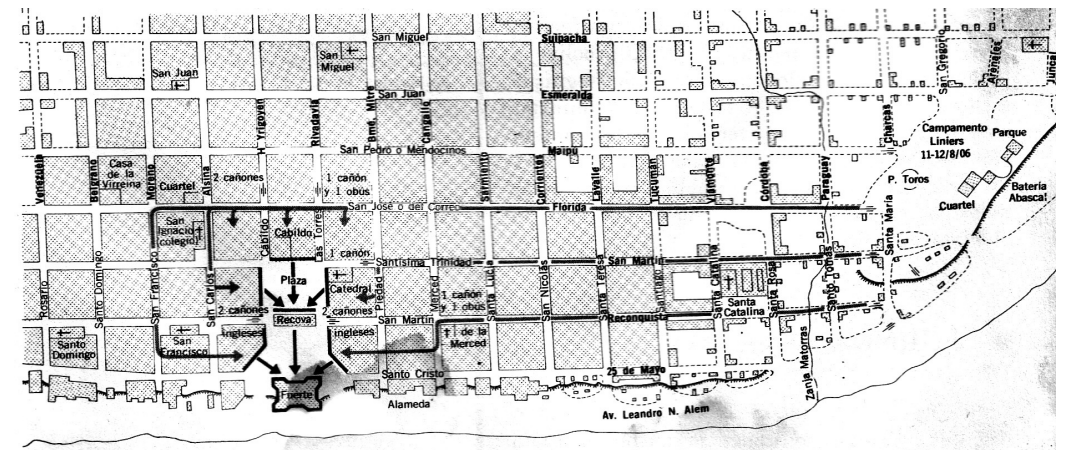 San Miguel
Suipacha
San Gregorio
Arenales
Juncal
San
Miguel
San Juan
San Juan
Esmeralda
H Yrigoyen
Rivadavia
Bmé. Mitre
Cangallo
Charcas
Campamento
Liniers
11-12/8/06
Parque
San Pedro o Mendocinos
Maipú
Venezuela
Belgrano
Casa
de la
Virreina
Moreno
Cuartel
Alsina
2 cañones
1 cañón
y 1 obús
Sarmiento
Corrientes
Lavalle
Tucumán
Viamonte
Córdoba
Paraguay
P. Toros
Cuartel
Batería
Abascal
San José o del Correo
Florida
San
Ignacio
(colegio)
Cabildo
Cabildo
Las Torres
1 cañón
Santa María
Santísima Trinidad
San Martín
Rosario
Santo Domingo
San Francisco
San Carlos
Plaza
Catedral
Piedad
Merced
Santa Lucía
San Nicolás
Santa Teresa
Santiago
Santa Catalina
Santa Rosa
Santo Tomás
1 cañón
y 1 obús
Santa
Catalina
2 cañones
Recova
2 cañones
San Martín
Reconquista
Santo
Domingo
San
Francisco
ingleses
ingleses
de la
Merced
Fuerte
Santo Cristo
25 de Mayo
Zanja Matorras
Alameda
Av. Leandro N. Alem